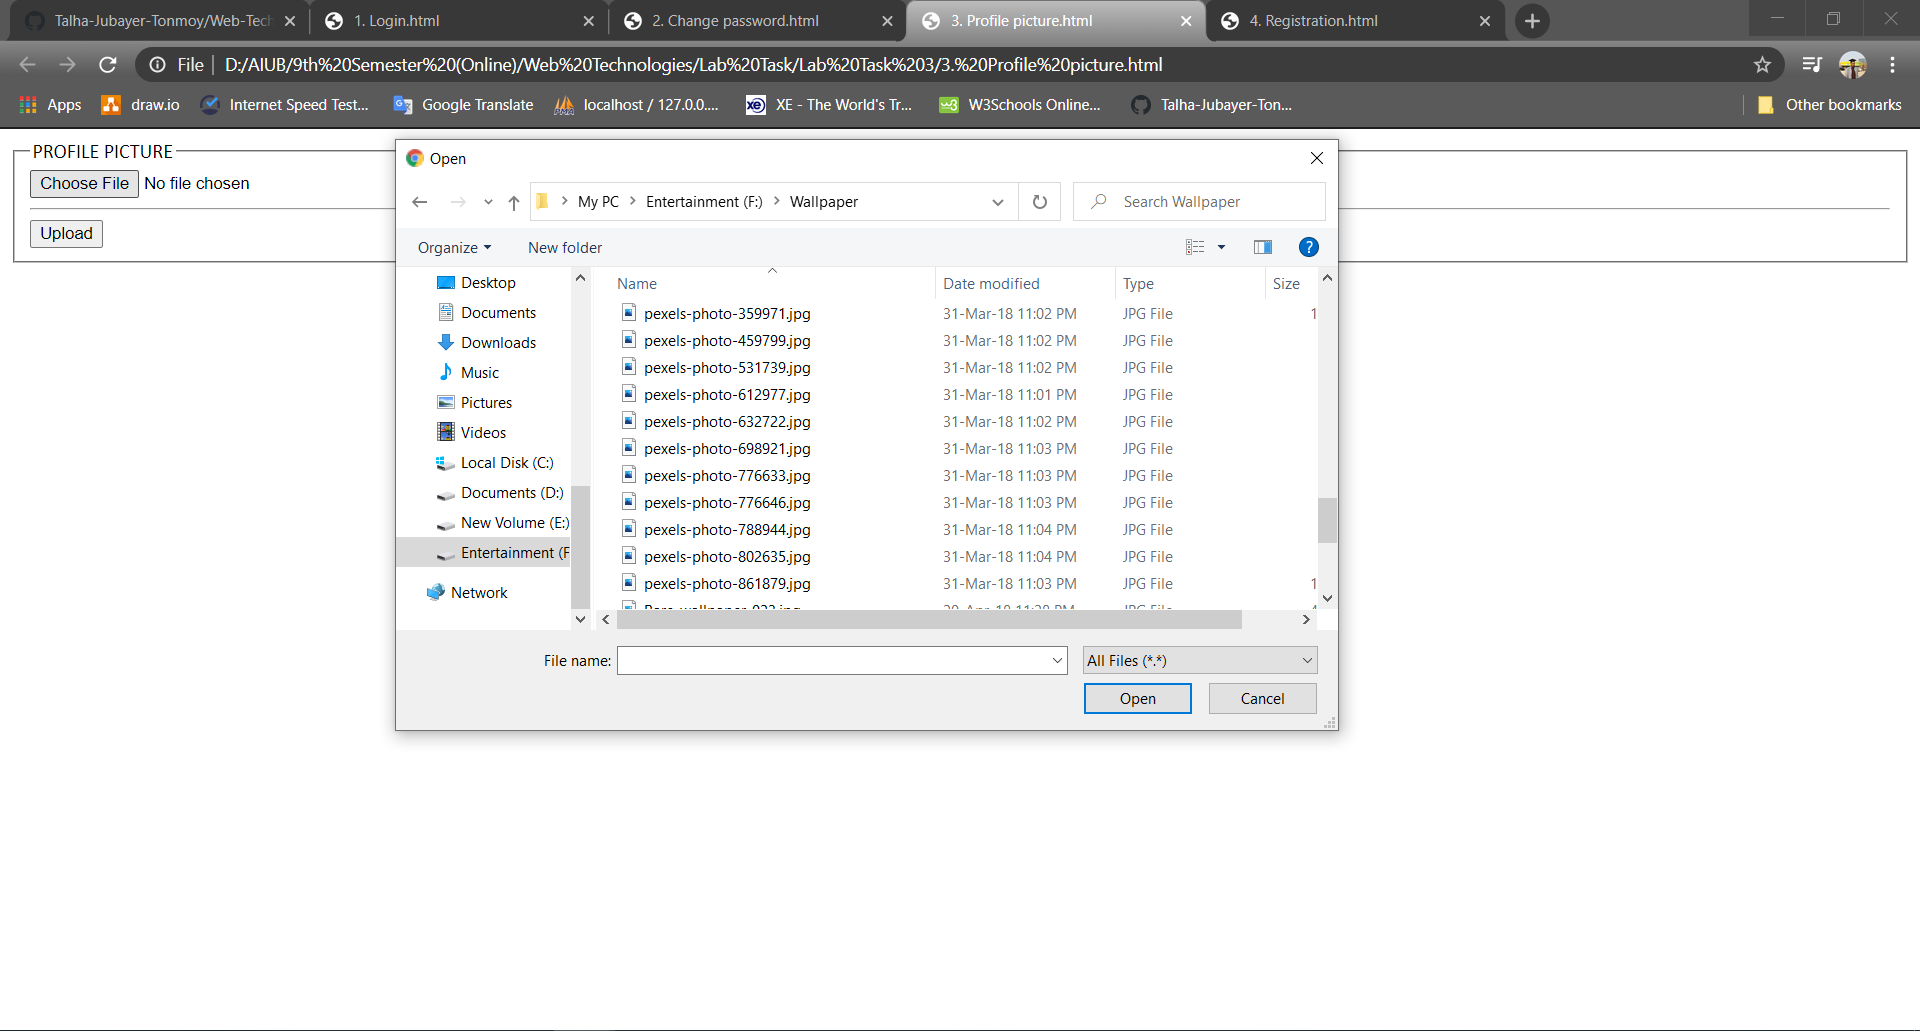 Talha-Jubayer-Tonmoy/Web-Tech
1. Login.html
2. Change password.html
3. Profile picture.html
4. Registration.html
File
D:/AIUB/9th%20Semester%20(Online)/Web%20Technologies/Lab%20Task/Lab%20Task%203/3.%20Profile%20picture.html
Apps
draw.io
Internet Speed Test...
Google Translate
localhost / 127.0.0....
XE - The World's Tr...
W3Schools Online...
Talha-Jubayer-Ton...
Other bookmarks
PROFILE PICTURE
Choose File No file chosen
Upload
Open
My PC
Entertainment (F:)
Wallpaper
Search Wallpaper
Organize
New folder
Desktop
Documents
Downloads
Music
Pictures
Videos
Local Disk (C:)
Documents (D:)
New Volume (E:)
Entertainment (F
Network
Name Date modified Type Size
pexels-photo-359971.jpg 31-Mar-18 11:02 PM JPG File 1
pexels-photo-459799.jpg 31-Mar-18 11:02 PM JPG File
pexels-photo-531739.jpg 31-Mar-18 11:02 PM JPG File
pexels-photo-612977.jpg 31-Mar-18 11:01 PM JPG File
pexels-photo-632722.jpg 31-Mar-18 11:02 PM JPG File
pexels-photo-698921.jpg 31-Mar-18 11:03 PM JPG File
pexels-photo-776633.jpg 31-Mar-18 11:03 PM JPG File
pexels-photo-776646.jpg 31-Mar-18 11:03 PM JPG File
pexels-photo-788944.jpg 31-Mar-18 11:04 PM JPG File
pexels-photo-802635.jpg 31-Mar-18 11:04 PM JPG File
pexels-photo-861879.jpg 31-Mar-18 11:03 PM JPG File 1
File name:
All Files (*.*)
Open
Cancel